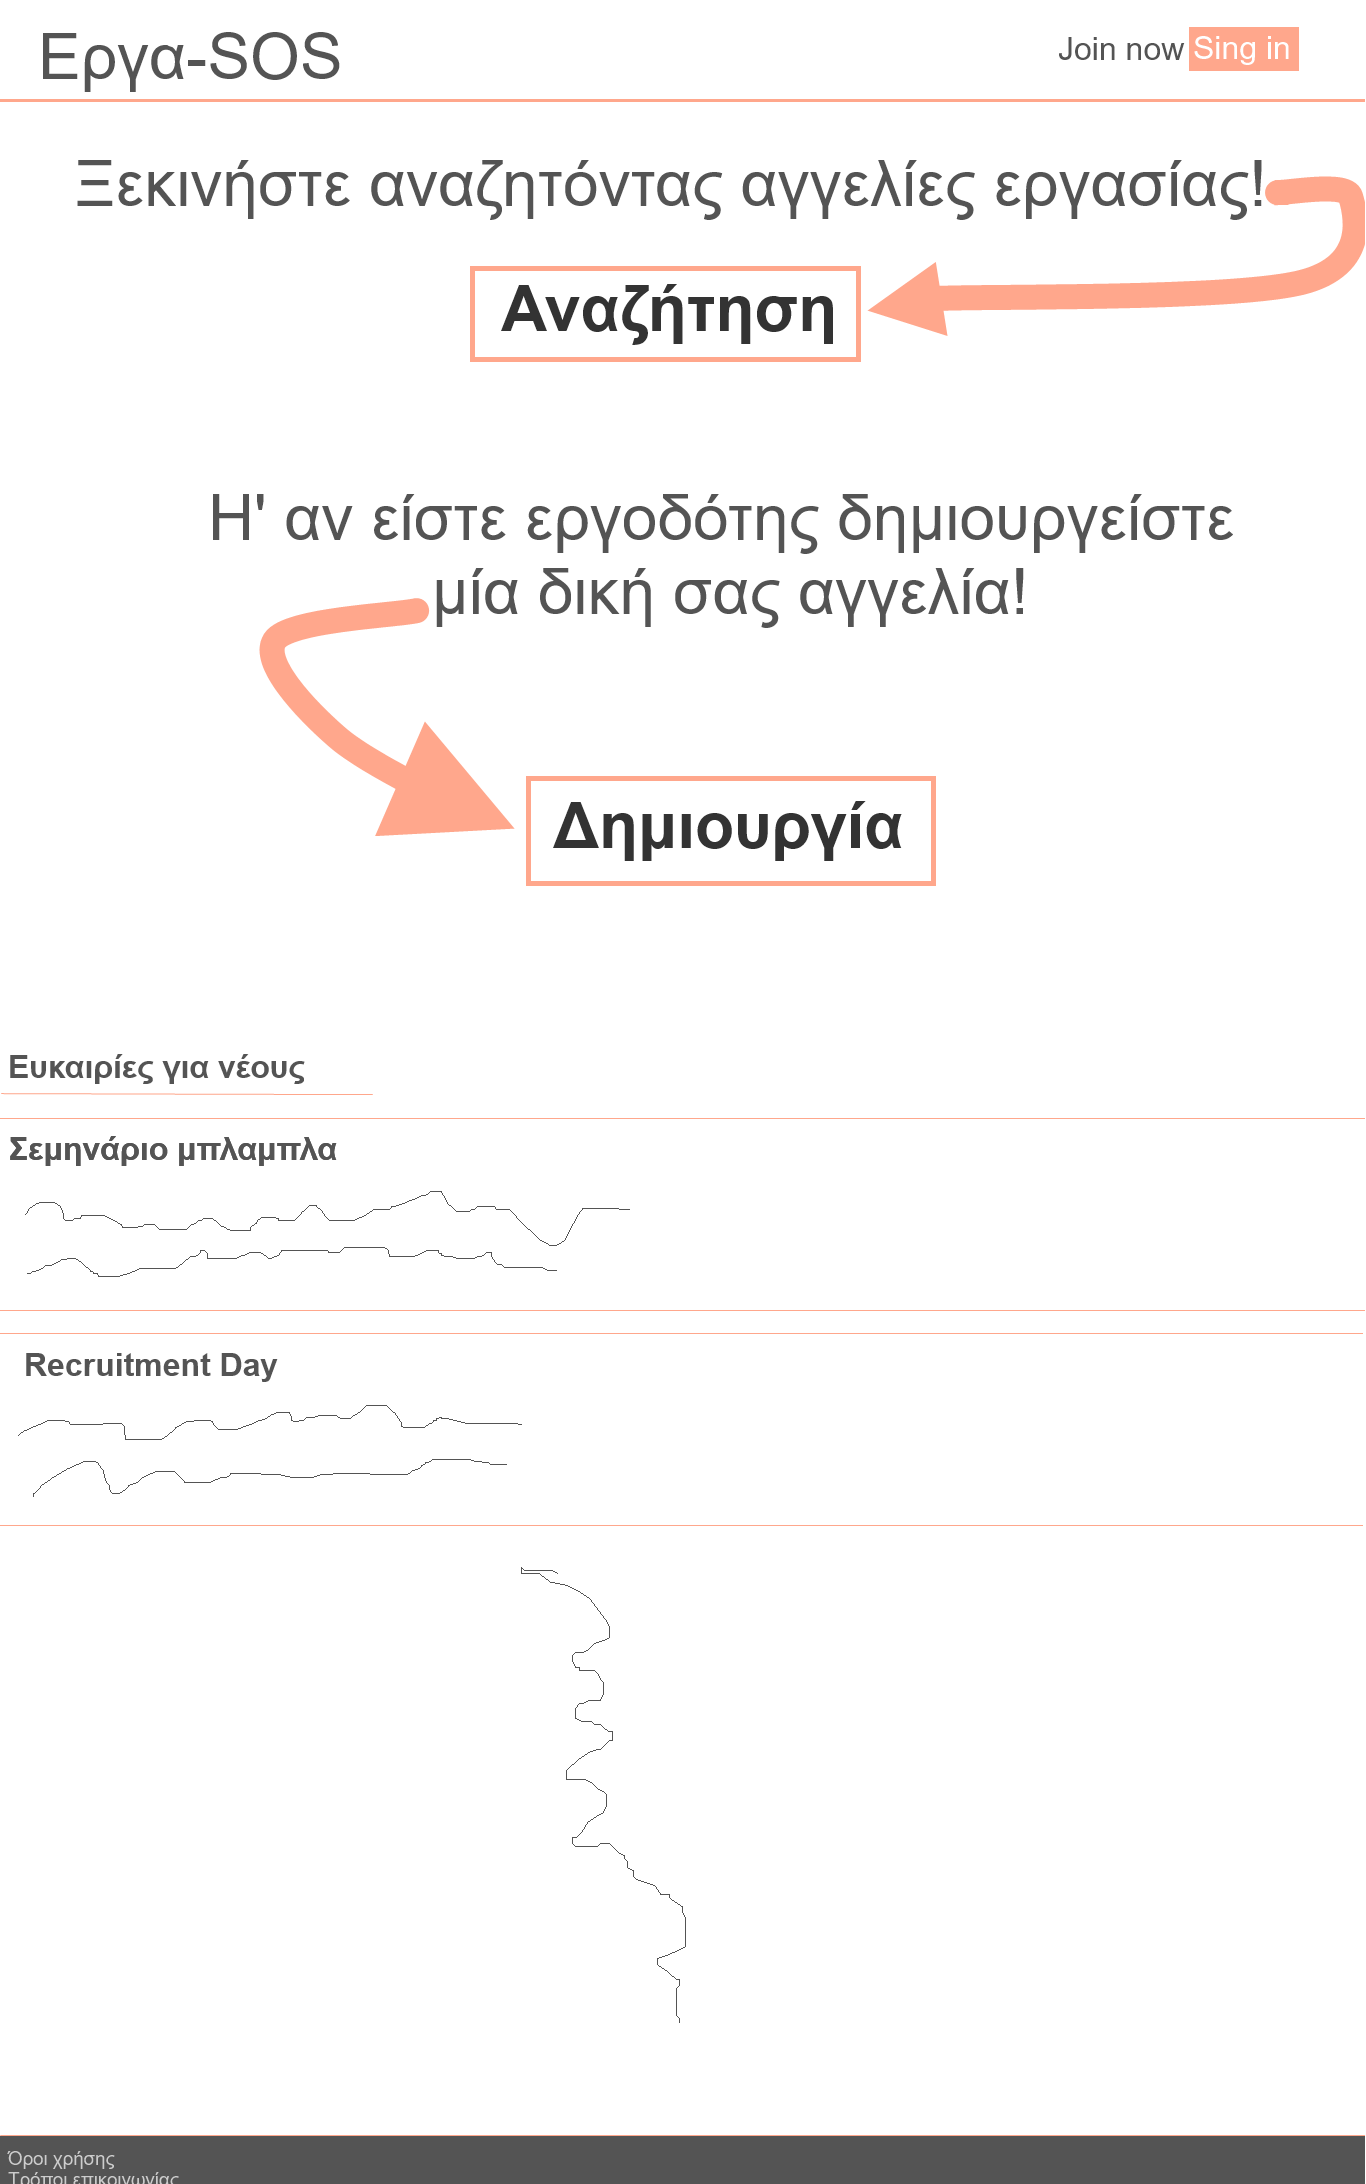 Εργα-SOS
Join now Sing in
Ξεκινήστε αναζητόντας αγγελίες εργασίας!
Αναζήτηση
Η' αν είστε εργοδότης δημιουργείστε
μία δική σας αγγελία!
Δημιουργία
Ευκαιρίες για νέους
Σεμηνάριο μπλαμπλα
Recruitment Day
Όροι χρήσης
Τρόποι επικοινωνίας